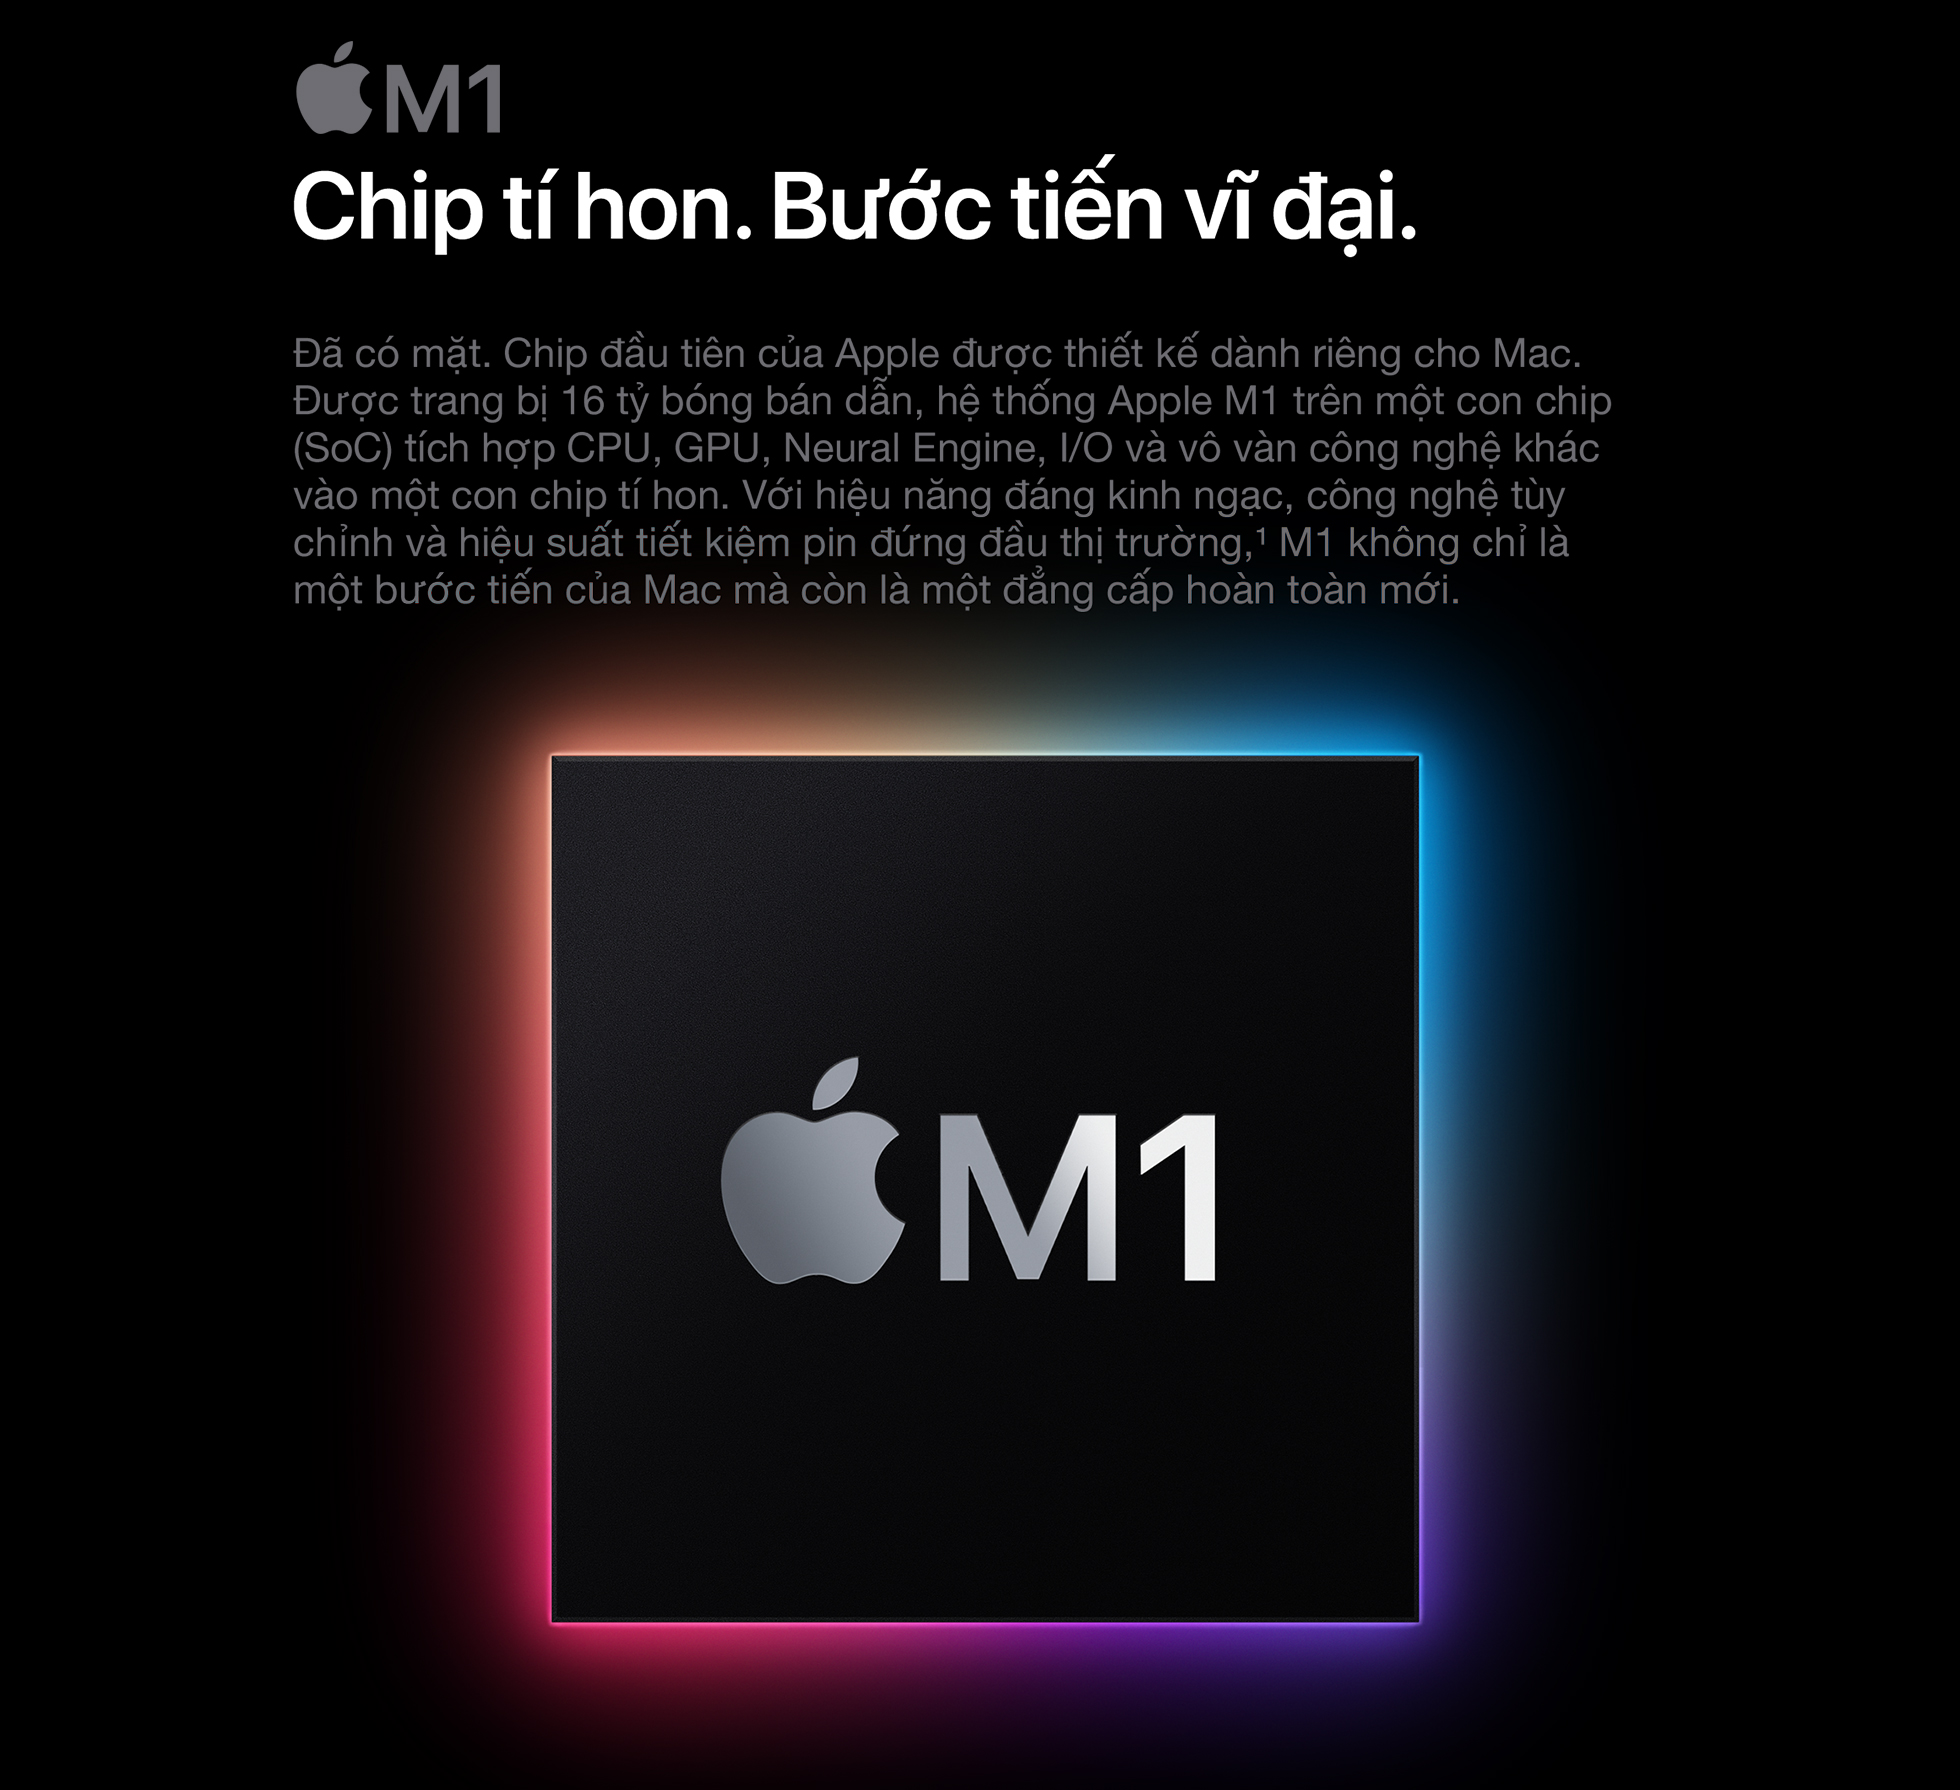 M1
Chip tí hon. Bước tiến vĩ đại.
Đã có mặt. Chip đầu tiên của Apple được thiết kế dành riêng cho Mac.
Được trang bị 16 tỷ bóng bán dẫn, hệ thống Apple M1 trên một con chip
(SoC) tích hợp CPU, GPU, Neural Engine, I/O và vô vàn công nghệ khác
vào một con chip tí hon. Với hiệu năng đáng kinh ngạc, công nghệ tùy
chỉnh và hiệu suất tiết kiệm pin đứng đầu thị trường,¹ M1 không chỉ là
một bước tiến của Mac mà còn là một đẳng cấp hoàn toàn mới.
M1